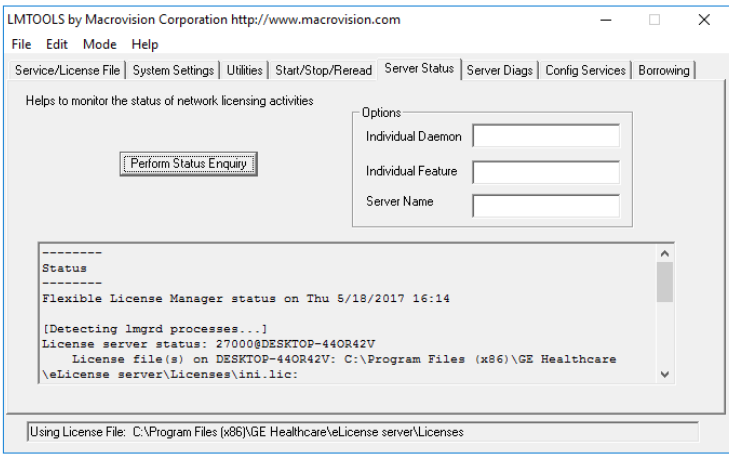 LMTOOLS by Macrovision Corporation http://www.macrovision.com
File Edit Mode Help
Service/License File System Settings Utilities Start/Stop/Reread Server Status Server Diags Config Services Borrowing
Helps to monitor the status of network licensing activities
Options
Individual Daemon
Perform Status Enquiry
Individual Feature
Server Name
--------
Status
--------
Flexible License Manager status on Thu 5/18/2017 16:14
[Detecting lmgrd processes...]
License server status: 27000@DESKTOP-44OR42V
License file(s) on DESKTOP-44OR42V: C:\Program Files (x86)\GE Healthcare
\eLicense server\Licenses\ini.lic:
Using License File: C:\Program Files (x86)\GE Healthcare\eLicense server\Licenses